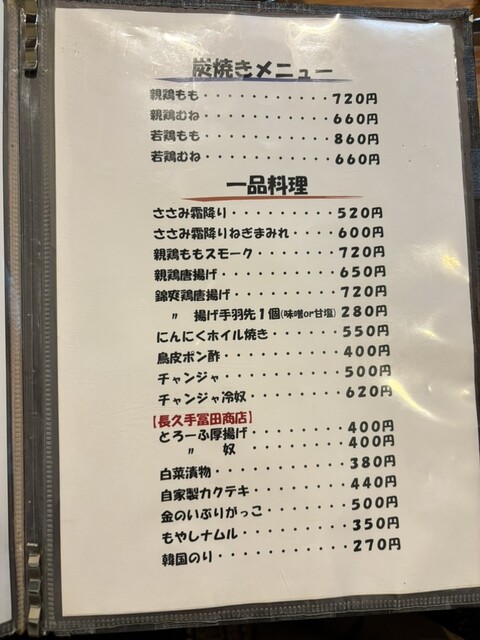 炭焼きメニュー
親鶏もも・・・・・・・・・・・720円
親鶏むね・・・・・・・・・・・660円
若鶏もも・・・・・・・・・・・860円
若鶏むね・・・・・・・・・・・660円
一品料理
ささみ霜降り・・・・・・・・・520円
ささみ霜降りねぎまみれ・・・・600円
親鶏ももスモーク・・・・・・・720円
親鶏唐揚げ・・・・・・・・・・650円
錦爽鶏唐揚げ・・・・・・・・・720円
〃 揚げ手羽先1個(味噌or甘塩) 280円
にんにくホイル焼き・・・・・・550円
鳥皮ポン酢・・・・・・・・・・400円
チャンジャ・・・・・・・・・・500円
チャンジャ冷奴・・・・・・・・620円
【長久手冨田商店】
とろーふ厚揚げ・・・・・・・・400円
〃 奴・・・・・・・・400円
白菜漬物・・・・・・・・・・・380円
自家製カクテキ・・・・・・・・440円
金のいぶりがっこ・・・・・・・500円
もやしナムル・・・・・・・・・350円
韓国のり・・・・・・・・・・・270円